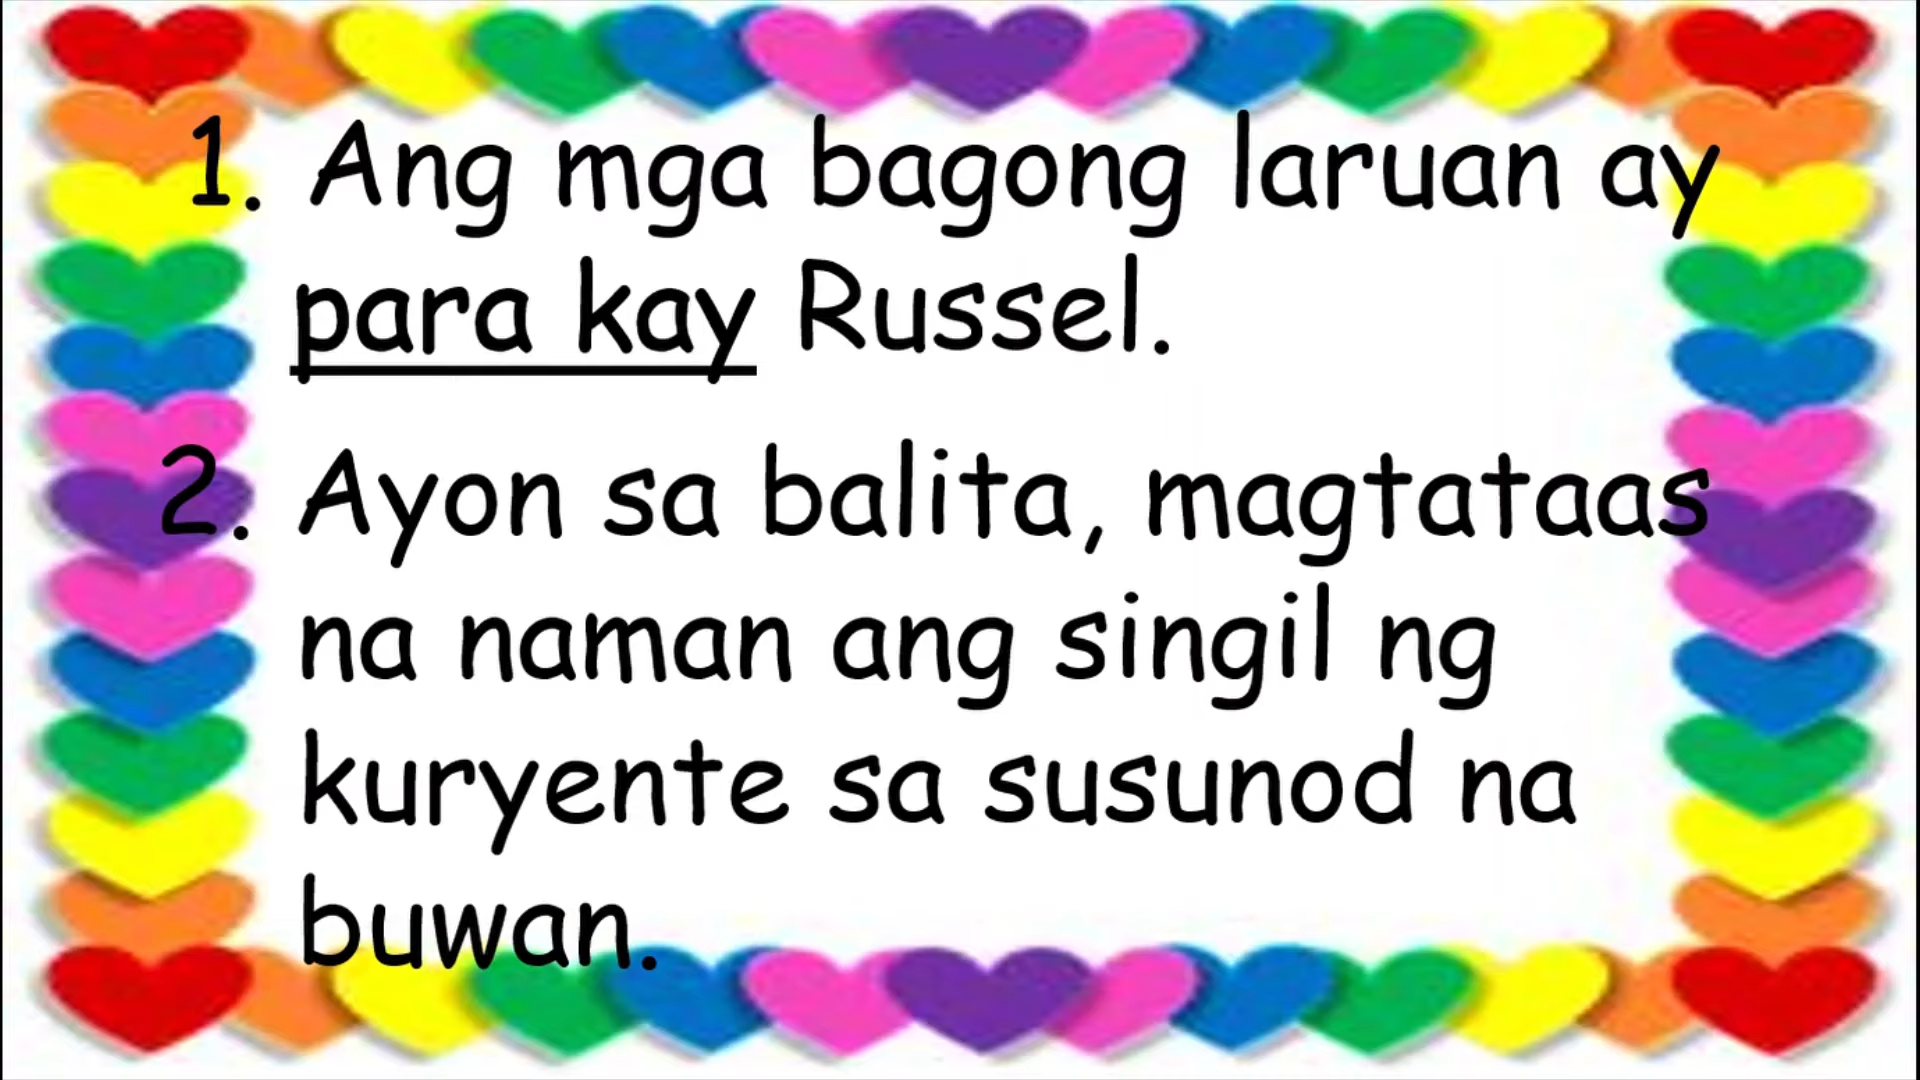 1. Ang mga bagong laruan ay
para kay Russel.
2. Ayon sa balita, magtataas
na naman ang singil ng
kuryente sa susunod na
buwan.